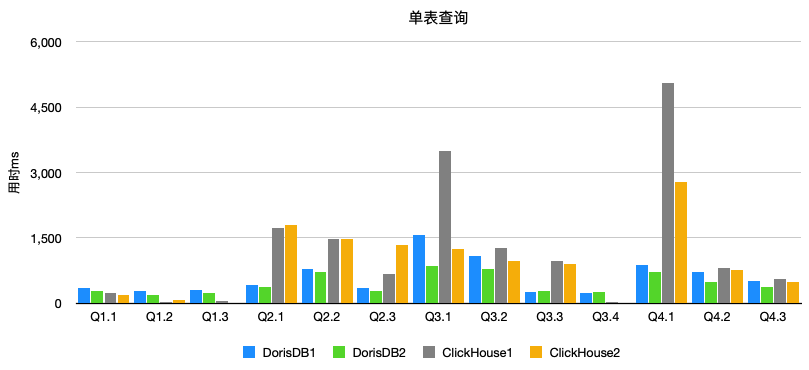 单表查询
6,000
4,500
3,000
1,500
0
用时ms
Q1.1 Q1.2 Q1.3 Q2.1 Q2.2 Q2.3 Q3.1 Q3.2 Q3.3 Q3.4 Q4.1 Q4.2 Q4.3
DorisDB1 DorisDB2 ClickHouse1 ClickHouse2